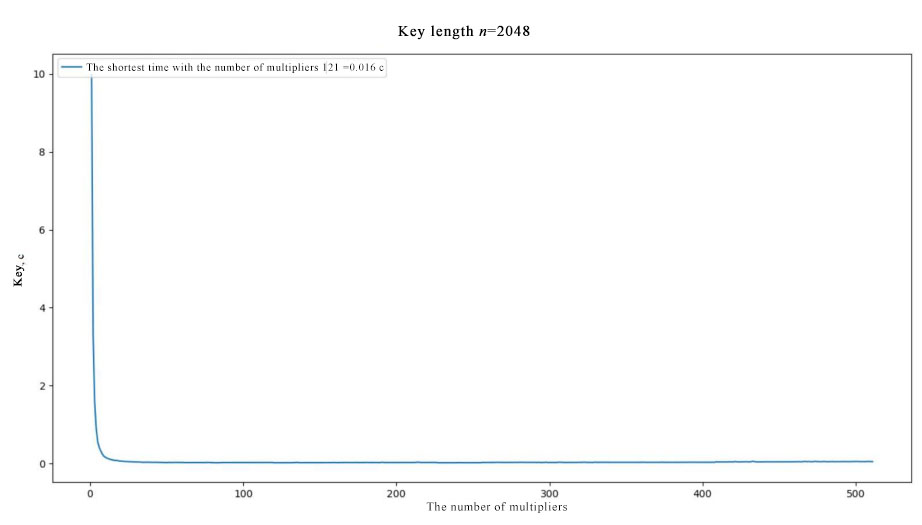 Key length n=2048
The shortest time with the number of multipliers 121 =0.016 c
10
8
6
4
2
0
Key, c
0 100 200 300 400 500
The number of multipliers